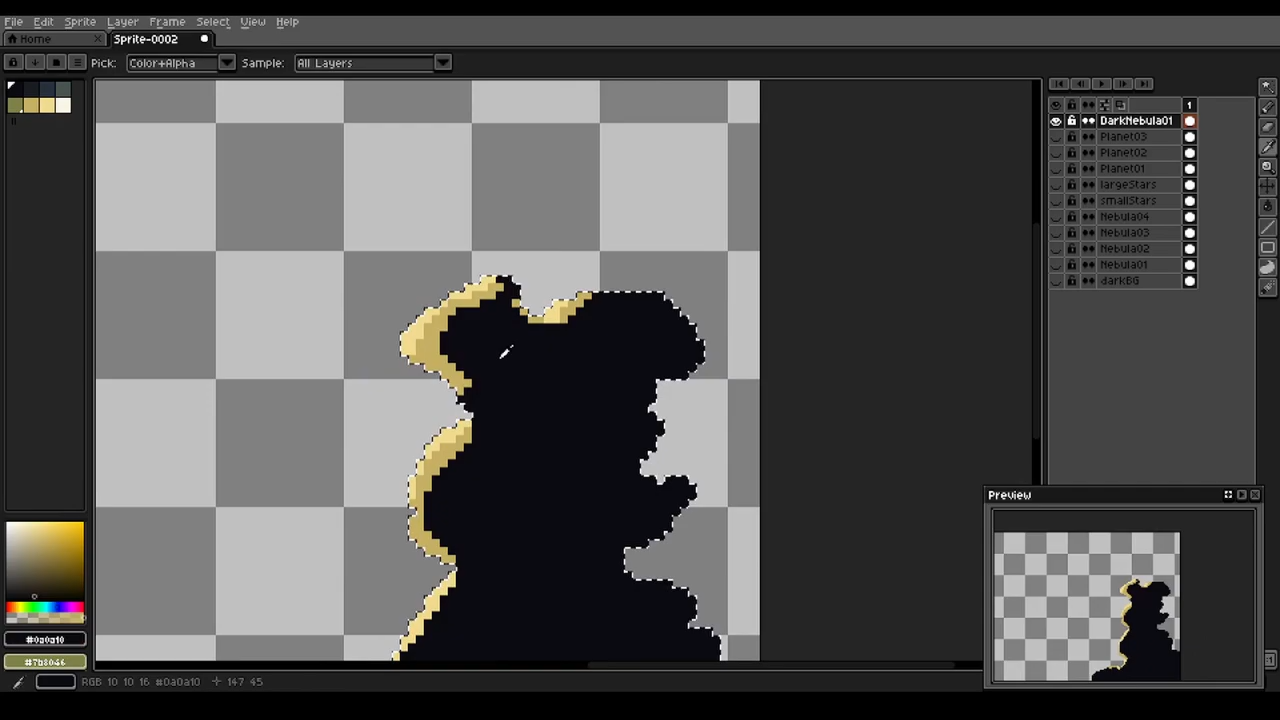 File Edit Sprite Layer Frame Select View Help
Home Sprite-0002
Pick: Color+Alpha Sample: All Layers
1
DarkNebula01
Planet03
Planet02
Planet01
largeStars
smallStars
Nebula04
Nebula03
Nebula02
Nebula01
darkBG
Preview
#0a0a10
#7b8046
RGB 10 10 16 #0a0a10 147 45